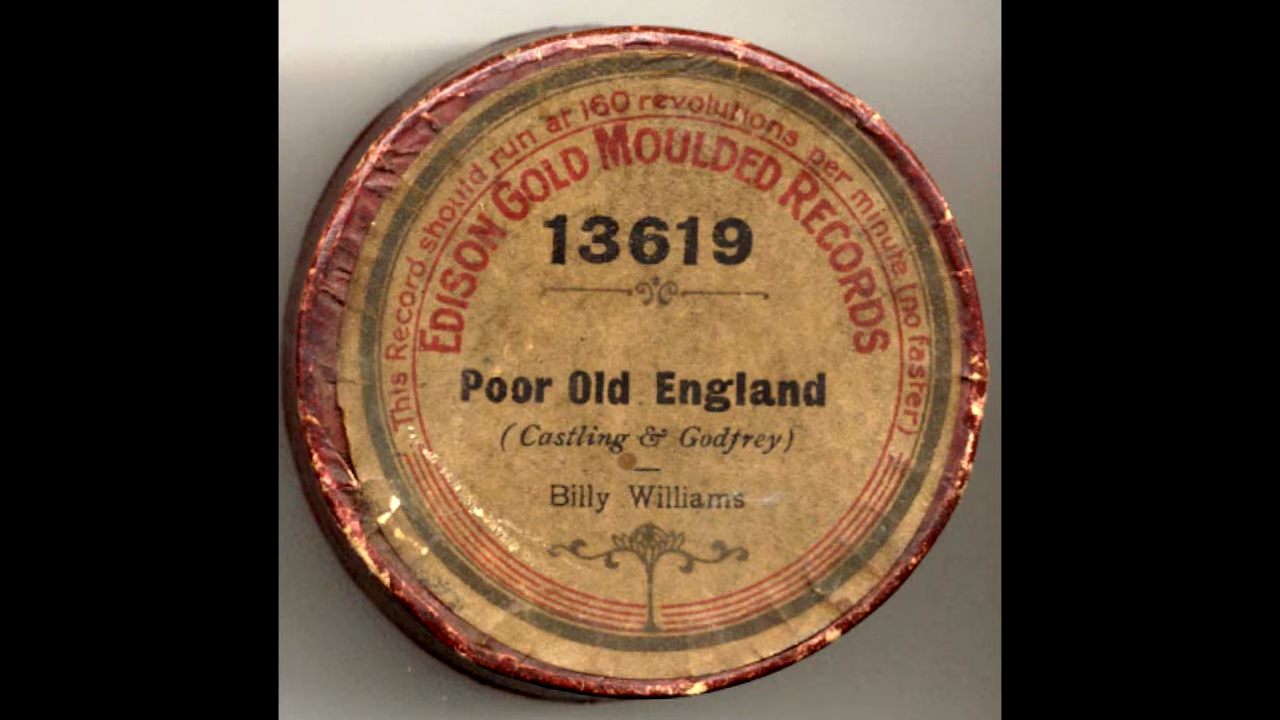 This Record should run at 160 revolutions per minute (no faster)
EDISON GOLD MOULDED RECORDS
13619
Poor Old England
(Castling & Godfrey)
Billy Williams